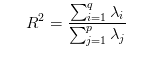 R^2 = \frac{\sum_{i=1}^{q} \lambda_i}{\sum_{j=1}^{p} \lambda_j}